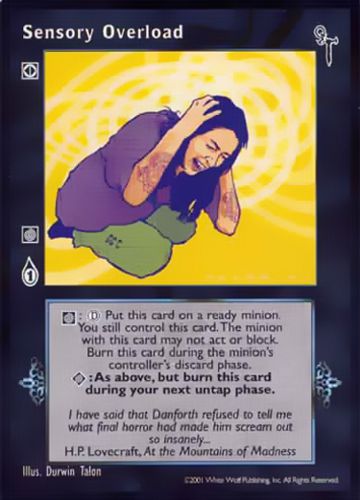 Sensory Overload
1
: D Put this card on a ready minion.
You still control this card. The minion
with this card may not act or block.
Burn this card during the minion's
controller's discard phase.
:As above, but burn this card
during your next untap phase.
I have said that Danforth refused to tell me
what final horror had made him scream out
so insanely...
H.P. Lovecraft, At the Mountains of Madness
©2001 White Wolf Publishing, Inc. All Rights Reserved.
Illus. Durwin Talon